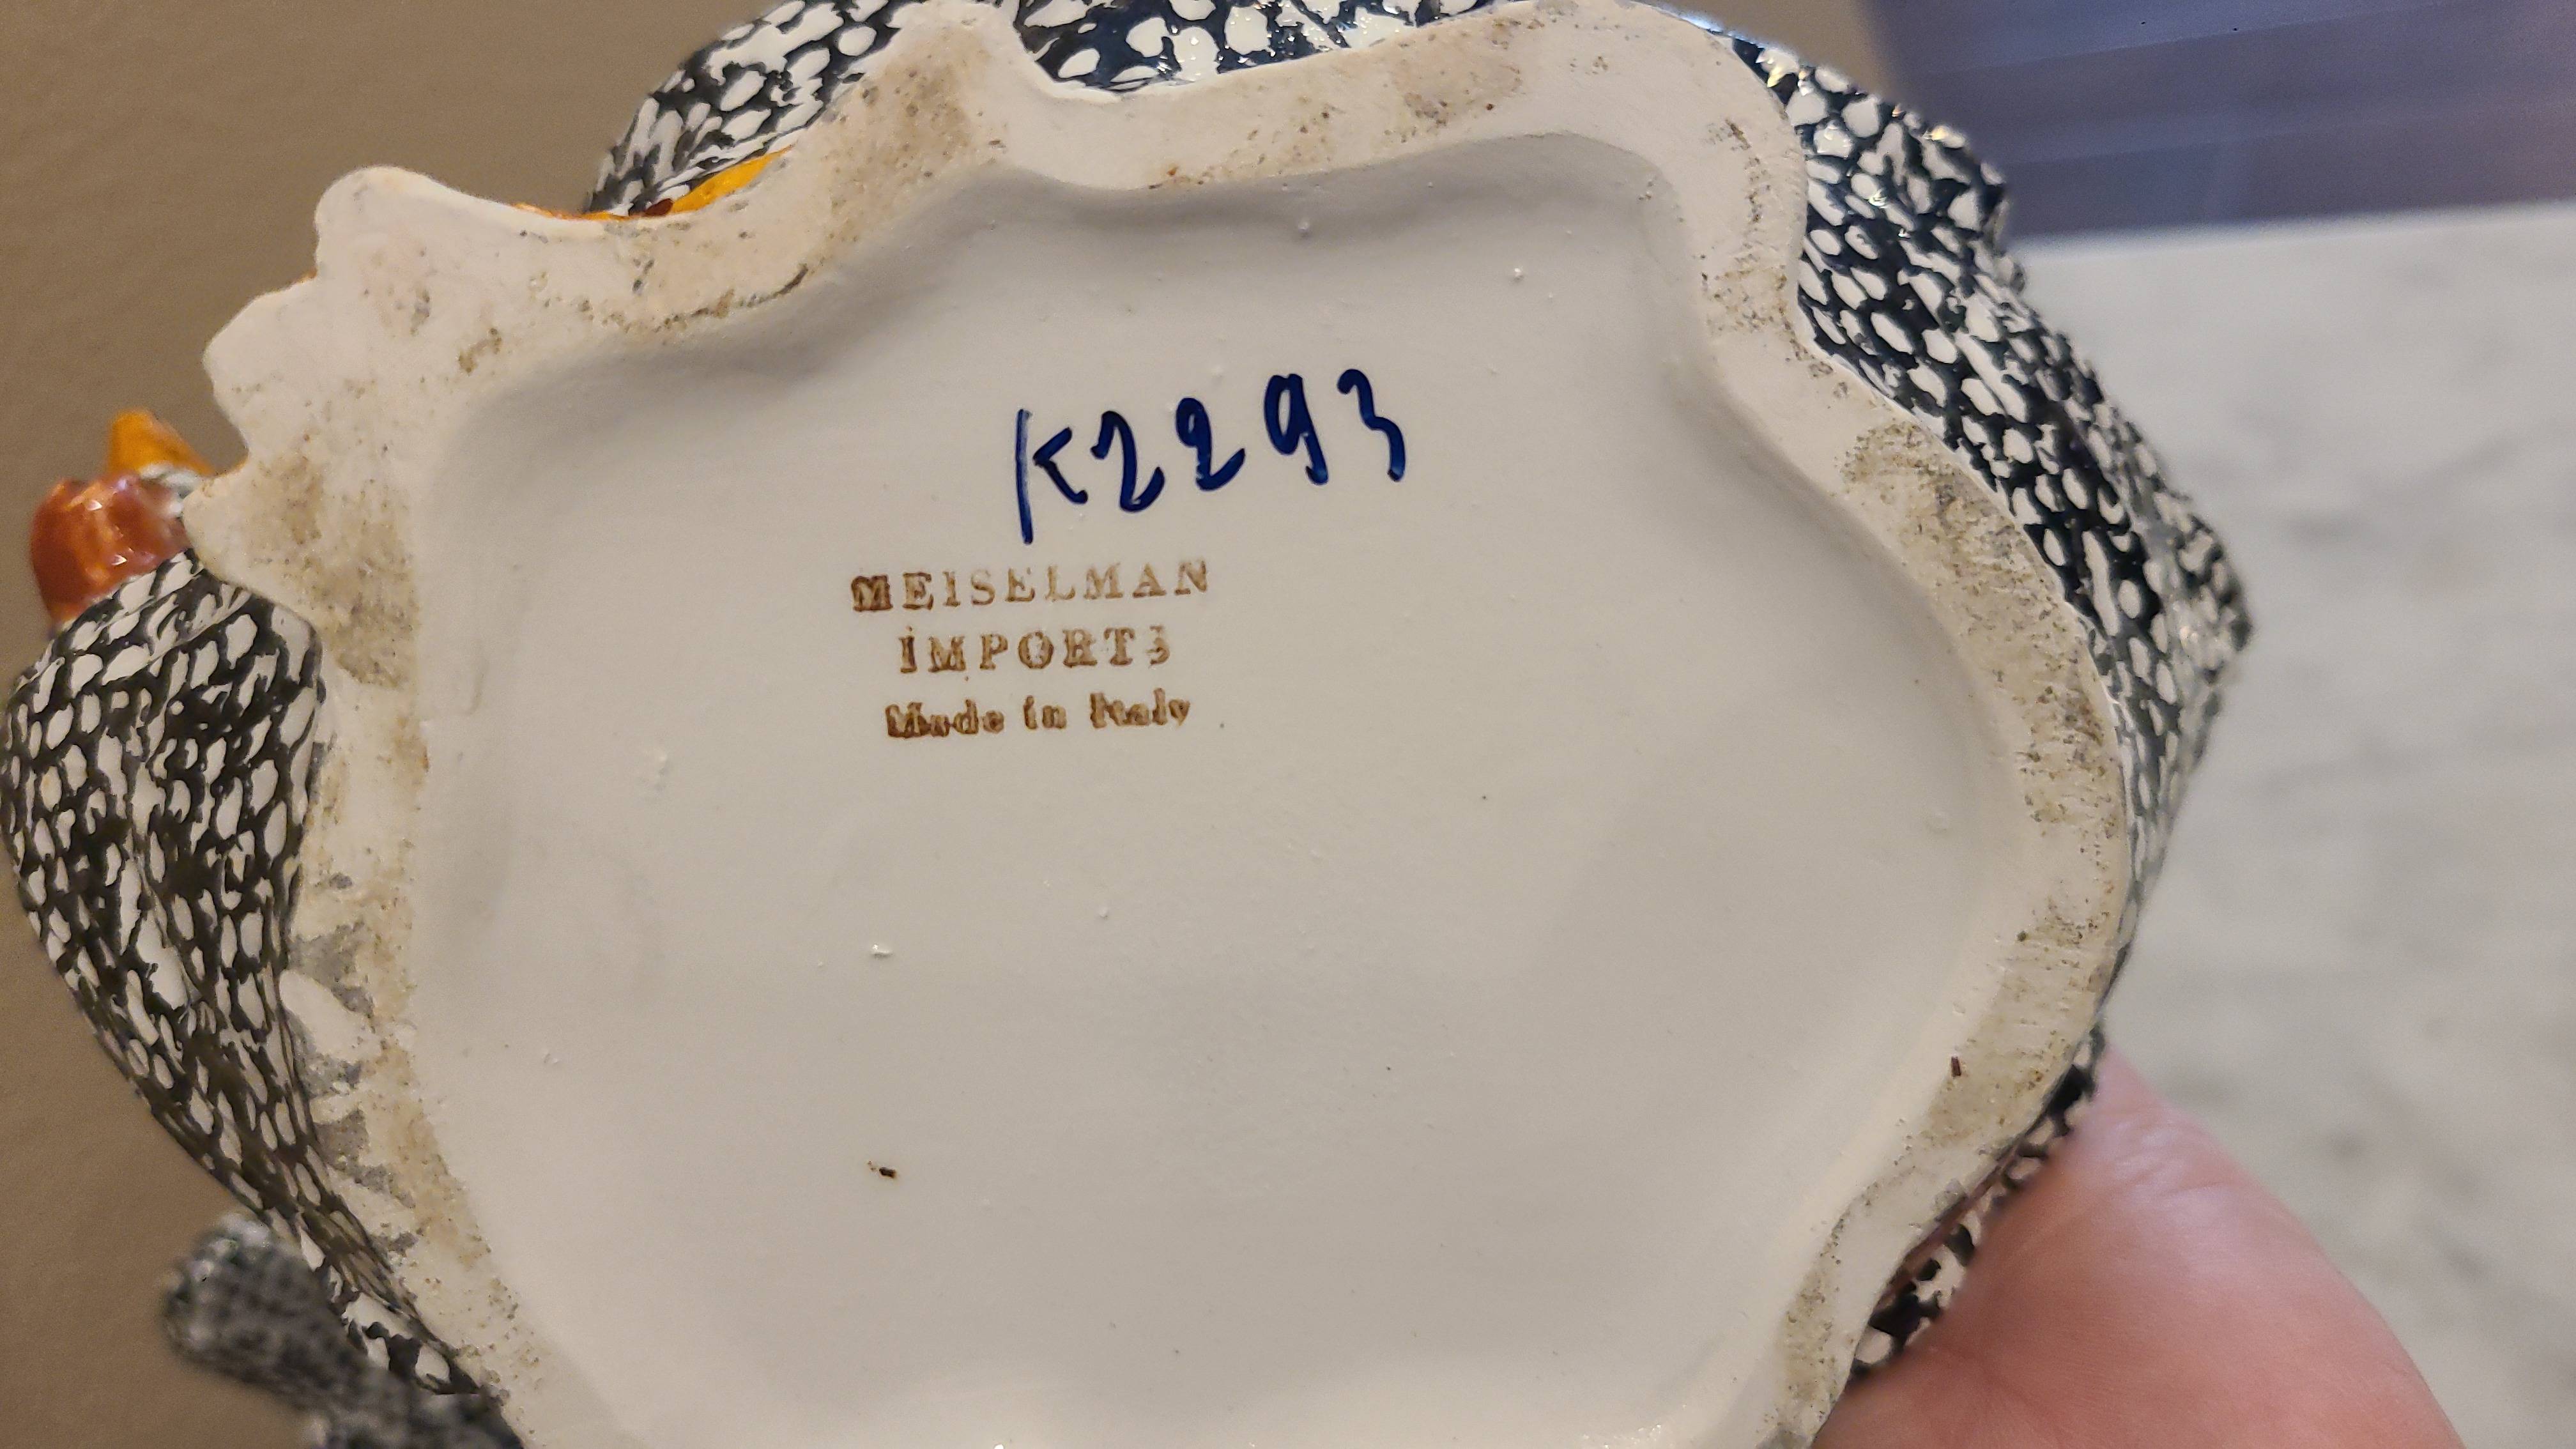 K2293
MEISELMAN
IMPORTS
Made in Italy